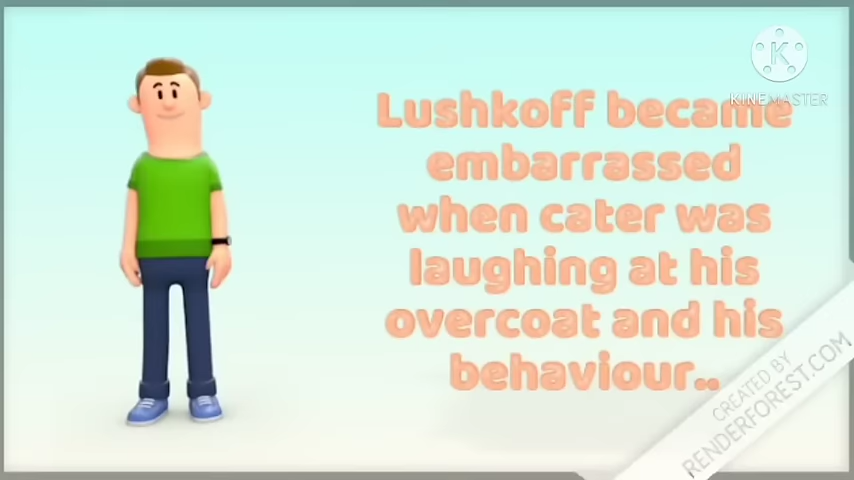 K
KINEMASTER
Lushkoff became
embarrassed
when cater was
laughing at his
overcoat and his
behaviour..
CREATED BY
RENDERFOREST.COM